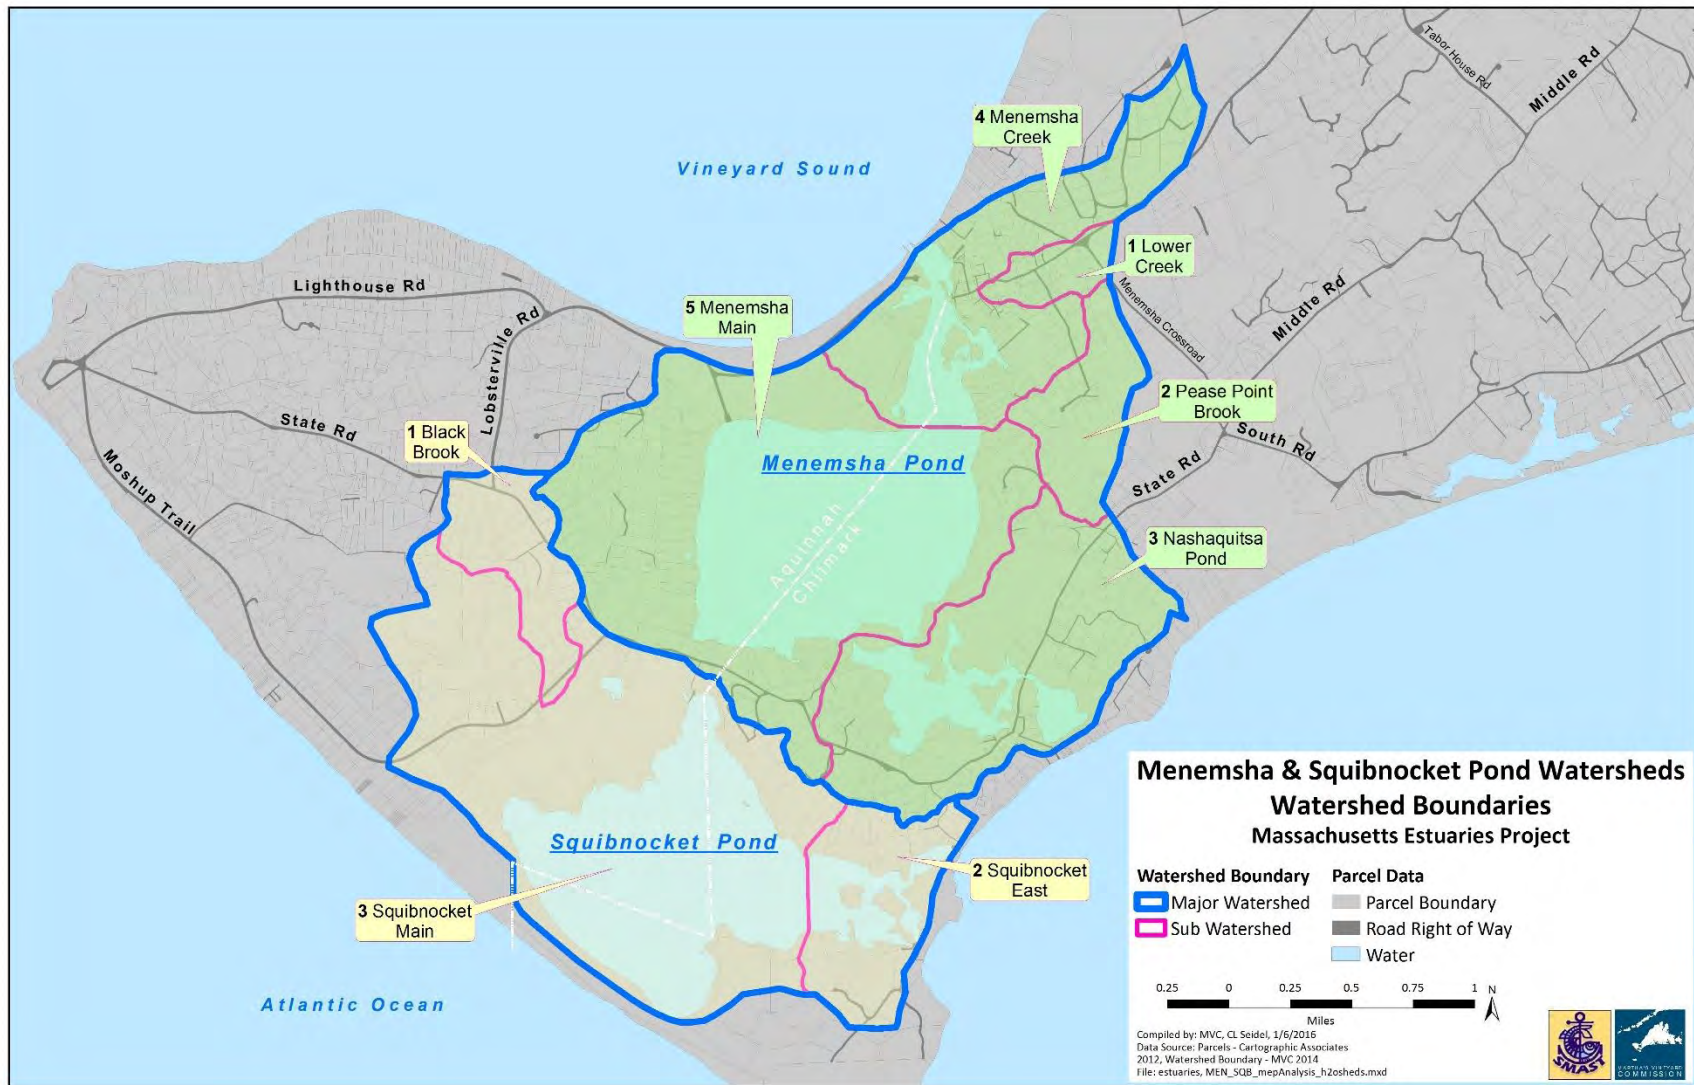 Tabor House Rd
Middle Rd
4 Menemsha
Creek
Vineyard Sound
1 Lower
Creek
Lighthouse Rd
Lobsterville Rd
5 Menemsha
Main
Menemsha Crossroad
Middle Rd
2 Pease Point
Brook
State Rd
1 Black
Brook
South Rd
Menemsha Pond
State Rd
Moshup Trail
Aquinnah
Chilmack
3 Nashaquitsa
Pond
Squibnocket Pond
2 Squibnocket
East
3 Squibnocket
Main
Atlantic Ocean
Menemsha & Squibnocket Pond Watersheds
Watershed Boundaries
Massachusetts Estuaries Project
Watershed Boundary
Major Watershed
Sub Watershed
Parcel Data
Parcel Boundary
Road Right of Way
Water
0.25 0 0.25 0.5 0.75 1
Miles
N
Compiled by: MVC, CL Seidel, 1/6/2016
Data Source: Parcels - Cartographic Associates
2012, Watershed Boundary - MVC 2014
File: estuaries, MEN_SQB_mepAnalysis_h2osheds.mxd
SMAST
MARTHA'S VINEYARD
COMMISSION